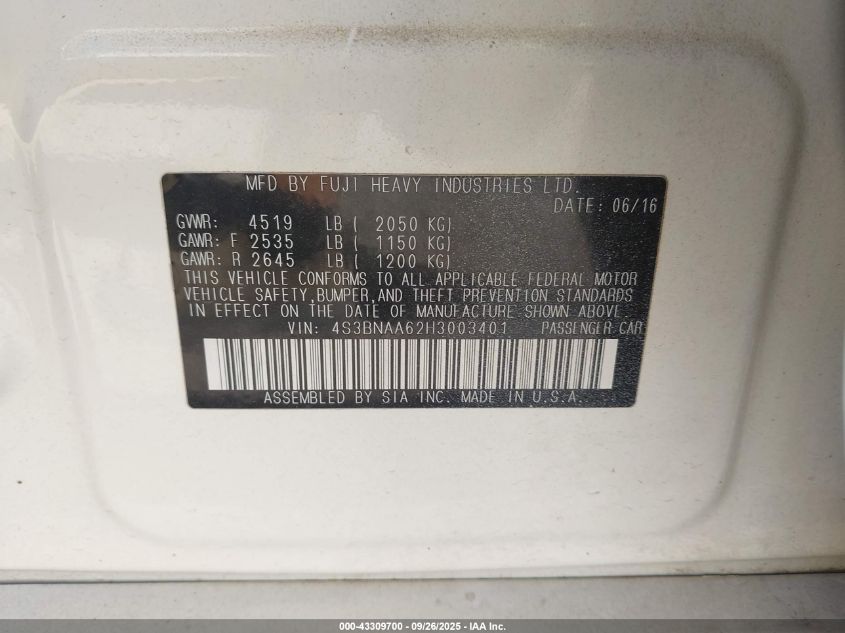 MFD BY FUJI HEAVY INDUSTRIES LTD.
DATE: 06/16
GVWR: 4519 LB ( 2050 KG)
GAWR: F 2535 LB ( 1150 KG)
GAWR: R 2645 LB ( 1200 KG)
THIS VEHICLE CONFORMS TO ALL APPLICABLE FEDERAL MOTOR
VEHICLE SAFETY,BUMPER,AND THEFT PREVENTION STANDARDS
IN EFFECT ON THE DATE OF MANUFACTURE SHOWN ABOVE
VIN: 4S3BNAA62H3003401 PASSENGER CAR
ASSEMBLED BY SIA INC. MADE IN U.S.A.
000-43309700 - 09/26/2025 - IAA Inc.